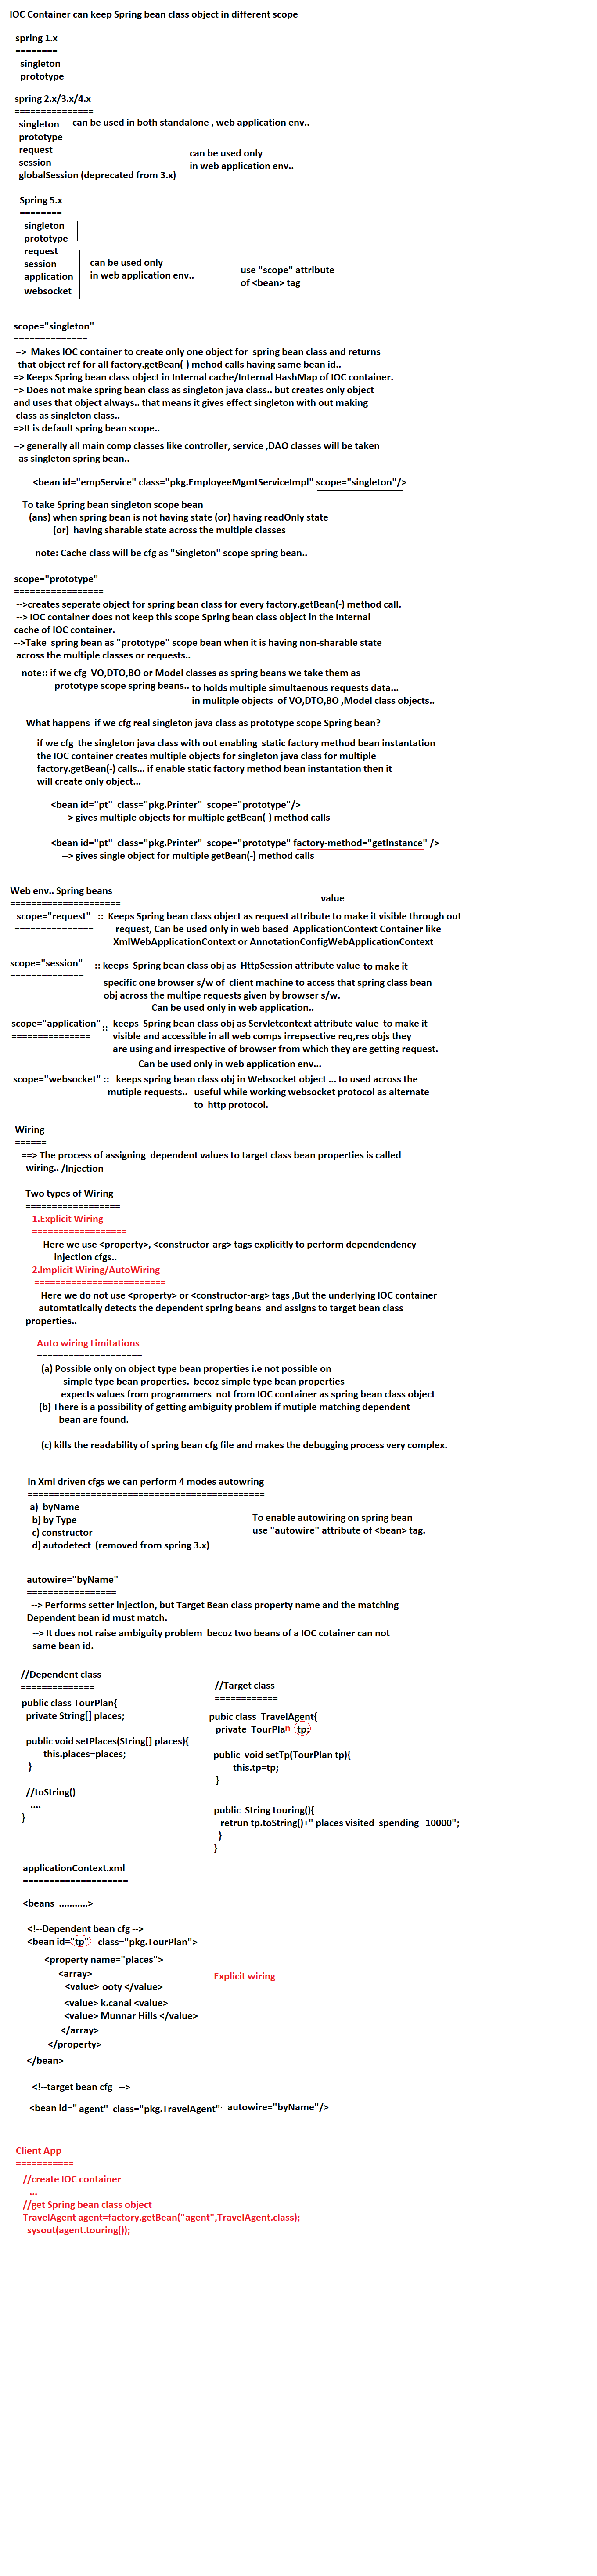 IOC Container can keep Spring bean class object in different scope
spring 1.x
========
singleton
prototype
spring 2.x/3.x/4.x
===============
singleton
prototype
can be used in both standalone , web application env..
request
session
globalSession (deprecated from 3.x)
can be used only
in web application env..
Spring 5.x
========
singleton
prototype
request
session
application
websocket
can be used only
in web application env..
use "scope" attribute
of <bean> tag
scope="singleton"
==============
=> Makes IOC container to create only one object for spring bean class and returns
that object ref for all factory.getBean(-) mehod calls having same bean id..
=> Keeps Spring bean class object in Internal cache/Internal HashMap of IOC container.
=> Does not make spring bean class as singleton java class.. but creates only object
and uses that object always.. that means it gives effect singleton with out making
class as singleton class..
=>It is default spring bean scope..
=> generally all main comp classes like controller, service ,DAO classes will be taken
as singleton spring bean..
<bean id="empService" class="pkg.EmployeeMgmtServiceImpl" scope="singleton"/>
To take Spring bean singleton scope bean
(ans) when spring bean is not having state (or) having readOnly state
(or) having sharable state across the multiple classes
note: Cache class will be cfg as "Singleton" scope spring bean..
scope="prototype"
=================
-->creates seperate object for spring bean class for every factory.getBean(-) method call.
--> IOC container does not keep this scope Spring bean class object in the Internal
cache of IOC container.
-->Take spring bean as "prototype" scope bean when it is having non-sharable state
across the multiple classes or requests..
note:: if we cfg VO,DTO,BO or Model classes as spring beans we take them as
prototype scope spring beans.. to holds multiple simultaenous requests data...
in mulitple objects of VO,DTO,BO ,Model class objects..
What happens if we cfg real singleton java class as prototype scope Spring bean?
if we cfg the singleton java class with out enabling static factory method bean instantation
the IOC container creates multiple objects for singleton java class for multiple
factory.getBean(-) calls... if enable static factory method bean instantation then it
will create only object...
<bean id="pt" class="pkg.Printer" scope="prototype"/>
--> gives multiple objects for multiple getBean(-) method calls
<bean id="pt" class="pkg.Printer" scope="prototype" factory-method="getInstance" />
--> gives single object for multiple getBean(-) method calls
Web env.. Spring beans
=====================
value
scope="request" :: Keeps Spring bean class object as request attribute to make it visible through out
=============== request, Can be used only in web based ApplicationContext Container like
XmlWebApplicationContext or AnnotationConfigWebApplicationContext
scope="session" :: keeps Spring bean class obj as HttpSession attribute value to make it
==============
specific one browser s/w of client machine to access that spring class bean
obj across the multipe requests given by browser s/w.
Can be used only in web application..
scope="application" :: keeps Spring bean class obj as Servletcontext attribute value to make it
=============== visible and accessible in all web comps irrepsective req,res objs they
are using and irrespective of browser from which they are getting request.
Can be used only in web application env...
scope="websocket" :: keeps spring bean class obj in Websocket object ... to used across the
mutiple requests.. useful while working websocket protocol as alternate
to http protocol.
Wiring
======
==> The process of assigning dependent values to target class bean properties is called
wiring.. /Injection
Two types of Wiring
==================
1.Explicit Wiring
==================
Here we use <property>, <constructor-arg> tags explicitly to perform dependendency
injection cfgs..
2.Implicit Wiring/AutoWiring
=========================
Here we do not use <property> or <constructor-arg> tags ,But the underlying IOC container
automtatically detects the dependent spring beans and assigns to target bean class
properties..
Auto wiring Limitations
====================
(a) Possible only on object type bean properties i.e not possible on
simple type bean properties. becoz simple type bean properties
expects values from programmers not from IOC container as spring bean class object
(b) There is a possibility of getting ambiguity problem if mutiple matching dependent
bean are found.
(c) kills the readability of spring bean cfg file and makes the debugging process very complex.
In Xml driven cfgs we can perform 4 modes autowring
=============================================
a) byName
b) by Type
c) constructor
d) autodetect (removed from spring 3.x)
To enable autowiring on spring bean
use "autowire" attribute of <bean> tag.
autowire="byName"
=================
--> Performs setter injection, but Target Bean class property name and the matching
Dependent bean id must match.
--> It does not raise ambiguity problem becoz two beans of a IOC cotainer can not
same bean id.
//Dependent class
==============
public class TourPlan{
private String[] places;
public void setPlaces(String[] places){
this.places=places;
}
//toString()
....
}
//Target class
============
pubic class TravelAgent{
private TourPlan tp;
public void setTp(TourPlan tp){
this.tp=tp;
}
public String touring(){
retrun tp.toString()+" places visited spending 10000";
}
}
applicationContext.xml
====================
<beans ...........>
<!--Dependent bean cfg -->
<bean id="tp" class="pkg.TourPlan">
<property name="places">
<array>
<value> ooty </value>
<value> k.canal <value>
<value> Munnar Hills </value>
</array>
</property>
</bean>
Explicit wiring
<!--target bean cfg -->
<bean id=" agent" class="pkg.TravelAgent" autowire="byName"/>
Client App
===========
//create IOC container
...
//get Spring bean class object
TravelAgent agent=factory.getBean("agent",TravelAgent.class);
sysout(agent.touring());